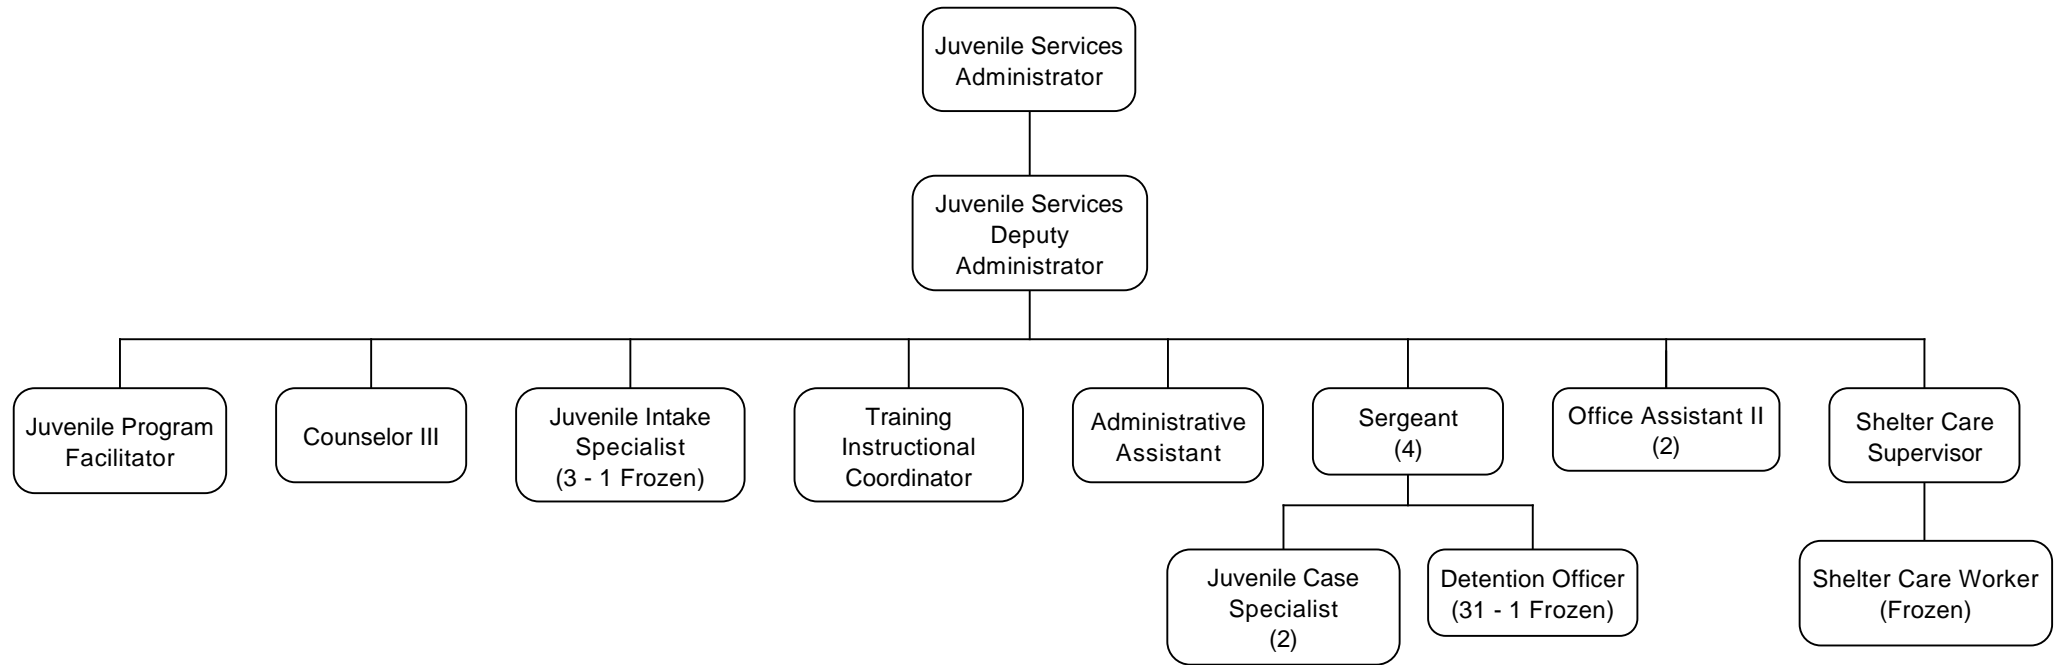 Juvenile Services
Administrator
Juvenile Services
Deputy
Administrator
Juvenile Program
Facilitator
Counselor III
Juvenile Intake
Specialist
(3 - 1 Frozen)
Training
Instructional
Coordinator
Administrative
Assistant
Sergeant
(4)
Office Assistant II
(2)
Shelter Care
Supervisor
Juvenile Case
Specialist
(2)
Detention Officer
(31 - 1 Frozen)
Shelter Care Worker
(Frozen)